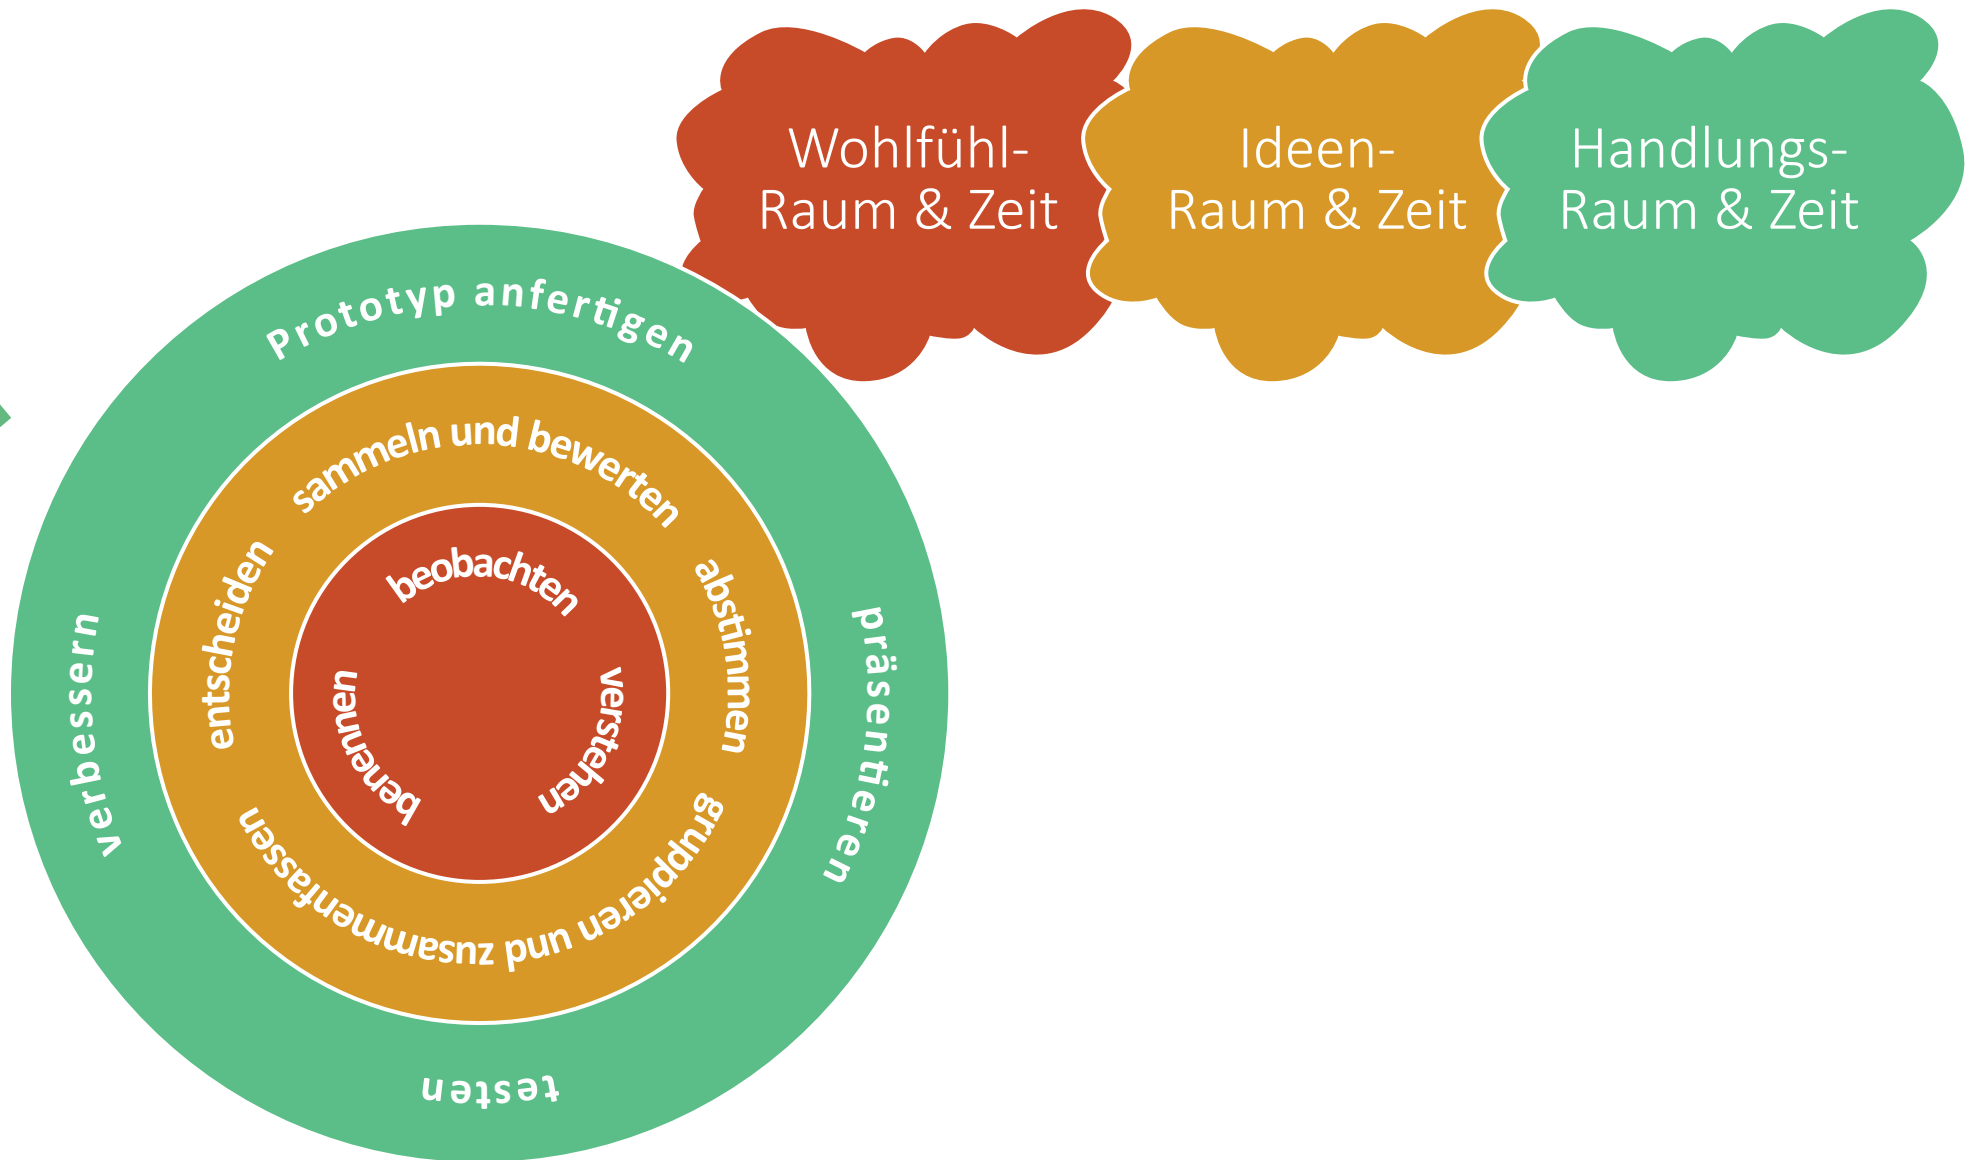 Wohlfühl-
Raum & Zeit
Ideen-
Raum & Zeit
Handlungs-
Raum & Zeit
Prototyp anfertigen
präsentieren
testen
verbessern
sammeln und bewerten
abstimmen
gruppieren und zusammenfassen
entscheiden
beobachten
verstehen
benennen